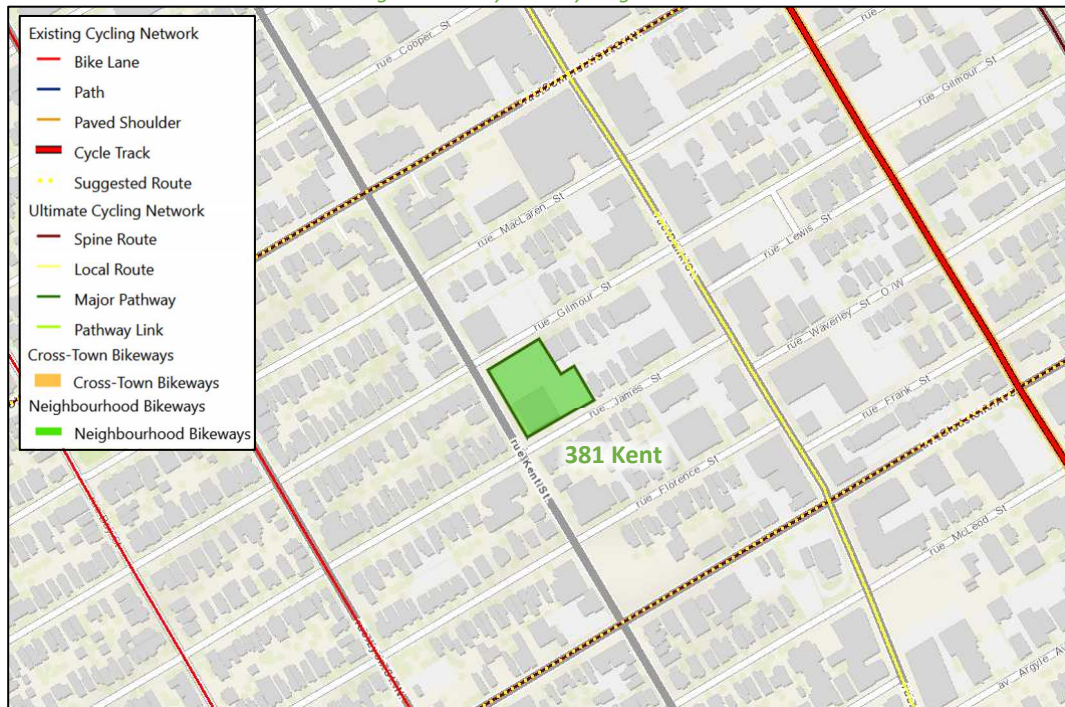 Existing Cycling Network
Bike Lane
Path
Paved Shoulder
Cycle Track
Suggested Route
Ultimate Cycling Network
Spine Route
Local Route
Major Pathway
Pathway Link
Cross-Town Bikeways
Cross-Town Bikeways
Neighbourhood Bikeways
Neighbourhood Bikeways
rue Cooper St
rue Gilmour St
rue MacLaren St
rue Lewis St
rue Gilmour St
rue Waverley St O/W
rue James St
rue Frank St
381 Kent
rue Kent St
rue Florence St
rue McLeod St
av Argyle Av